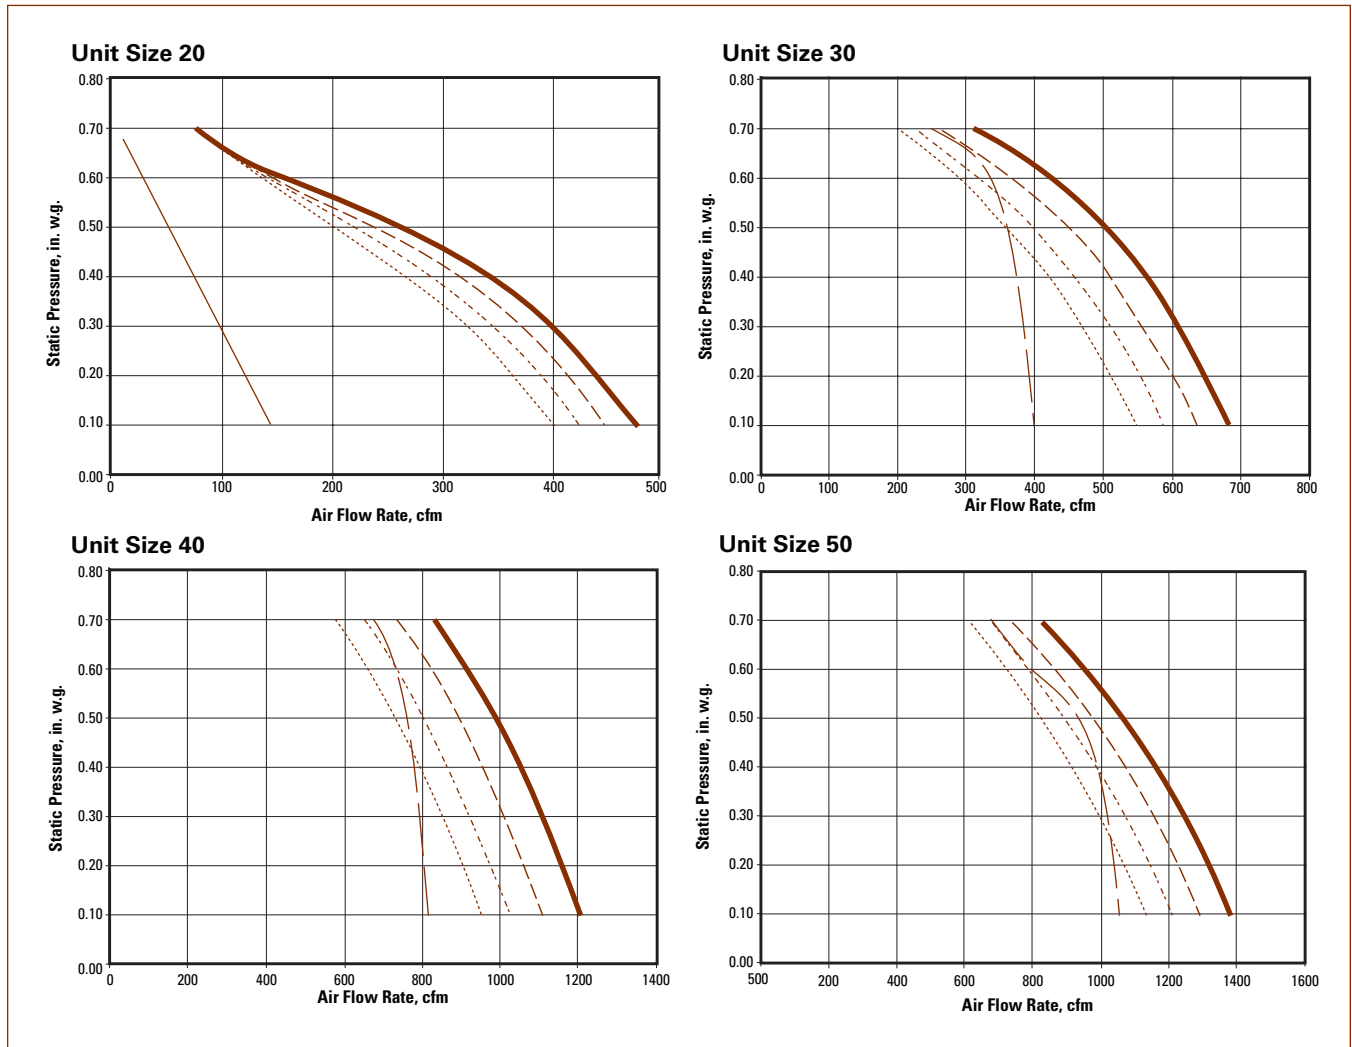 Unit Size 20
0.80
0.70
0.60
0.50
0.40
0.30
0.20
0.10
0.00
Static Pressure, in. w.g.
0 100 200 300 400 500
Air Flow Rate, cfm
Unit Size 30
0.80
0.70
0.60
0.50
0.40
0.30
0.20
0.10
0.00
Static Pressure, in. w.g.
0 100 200 300 400 500 600 700 800
Air Flow Rate, cfm
Unit Size 40
0.80
0.70
0.60
0.50
0.40
0.30
0.20
0.10
0.00
Static Pressure, in. w.g.
0 200 400 600 800 1000 1200 1400
Air Flow Rate, cfm
Unit Size 50
0.80
0.70
0.60
0.50
0.40
0.30
0.20
0.10
0.00
Static Pressure, in. w.g.
500 200 400 600 800 1000 1200 1400 1600
Air Flow Rate, cfm